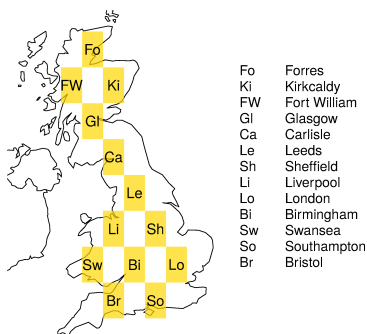 Fo
FW Ki
Gl
Ca
Le
Li Sh
Sw Bi Lo
Br So
Fo Forres
Ki Kirkcaldy
FW Fort William
Gl Glasgow
Ca Carlisle
Le Leeds
Sh Sheffield
Li Liverpool
Lo London
Bi Birmingham
Sw Swansea
So Southampton
Br Bristol